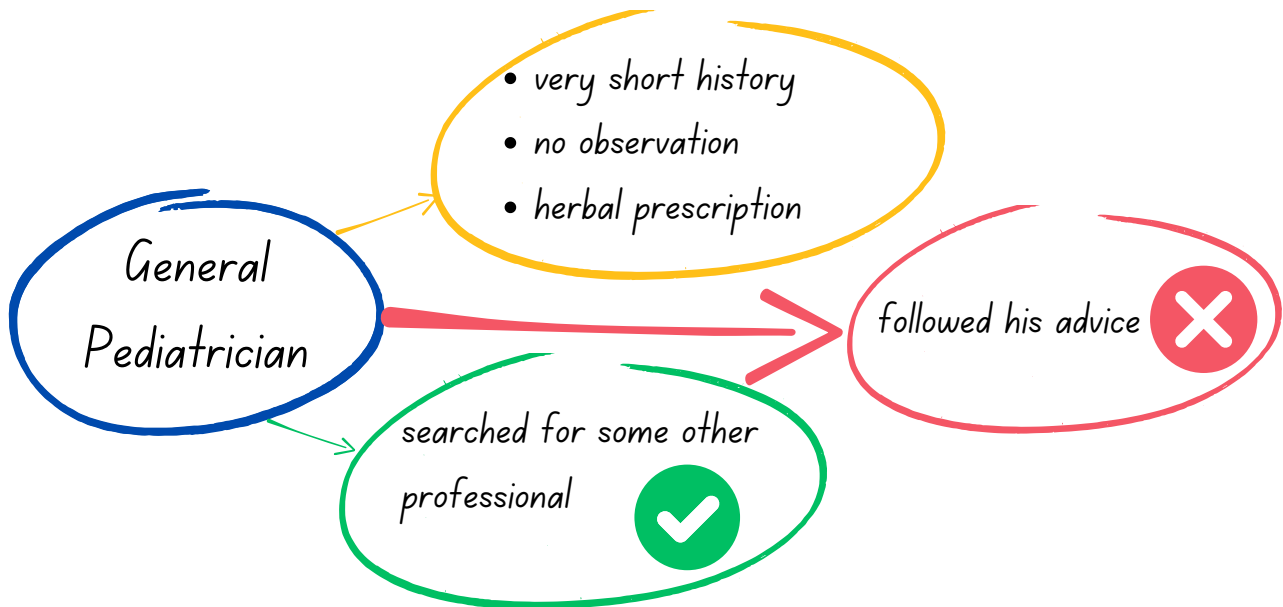 • very short history
• no observation
• herbal prescription
General
Pediatrician
followed his advice
searched for some other
professional